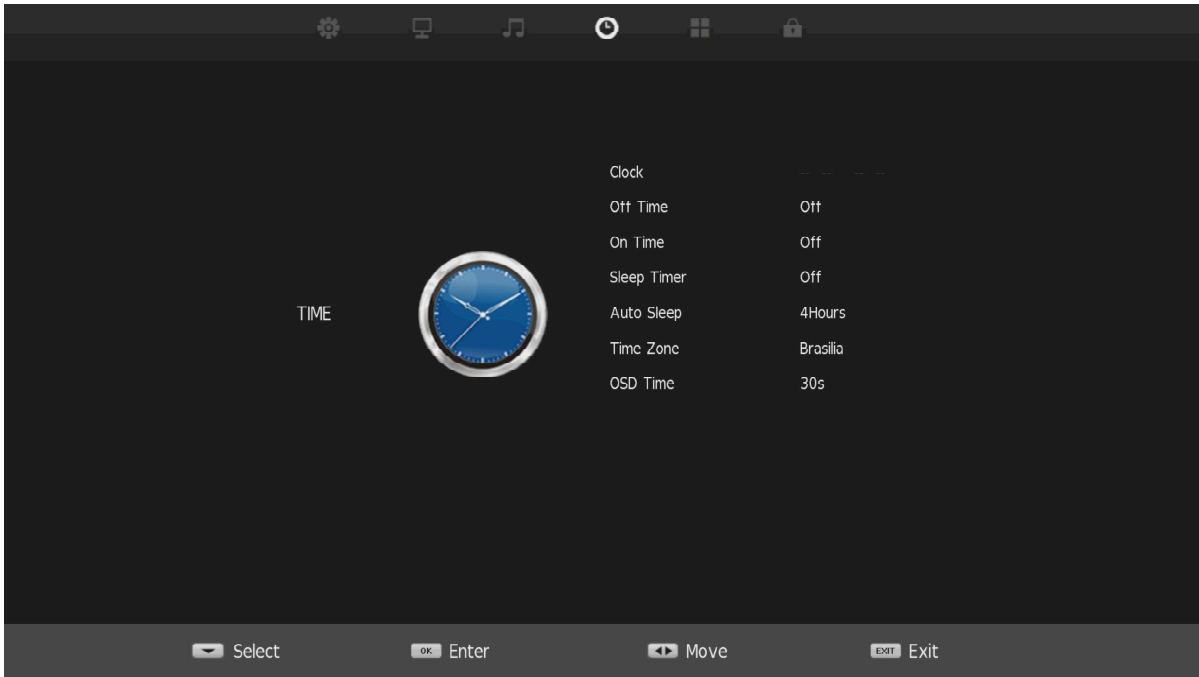 Clock -- -- -- --
Off Time Off
On Time Off
Sleep Timer Off
TIME
Auto Sleep 4Hours
Time Zone Brasilia
OSD Time 30s
Select OK Enter Move EXIT Exit